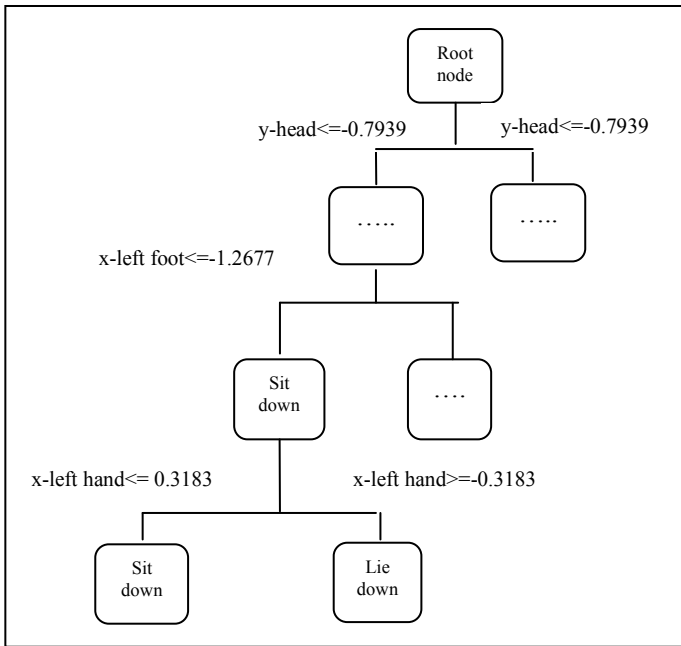 Root
node
y-head<=-0.7939
y-head<=-0.7939
.....
.....
x-left foot<=-1.2677
Sit
down
....
x-left hand<= 0.3183
x-left hand>=-0.3183
Sit
down
Lie
down